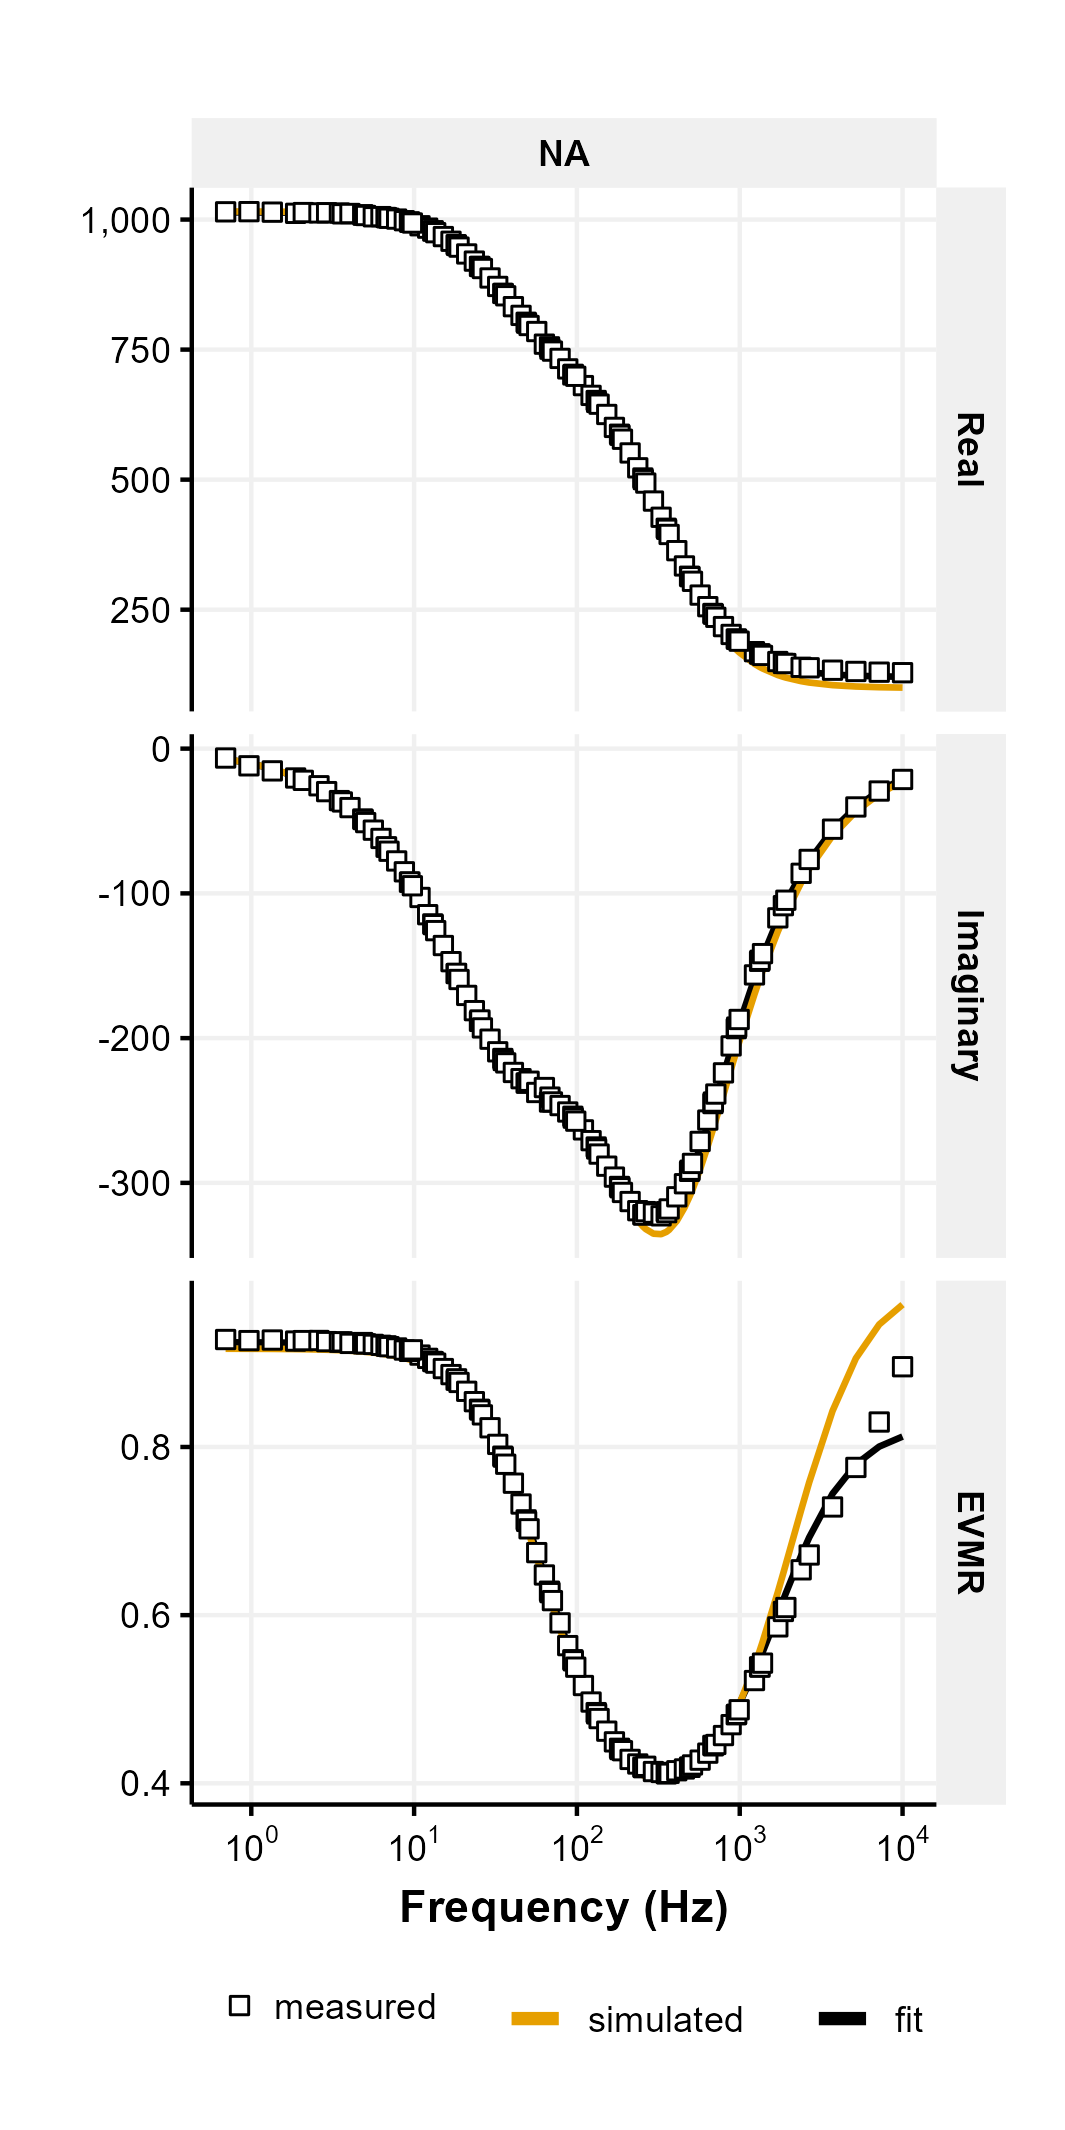 NA
1,000
750
500
250
Real
0
-100
-200
-300
Imaginary
0.8
0.6
0.4
EVMR
10⁰ 10¹ 10² 10³ 10⁴
Frequency (Hz)
measured simulated fit